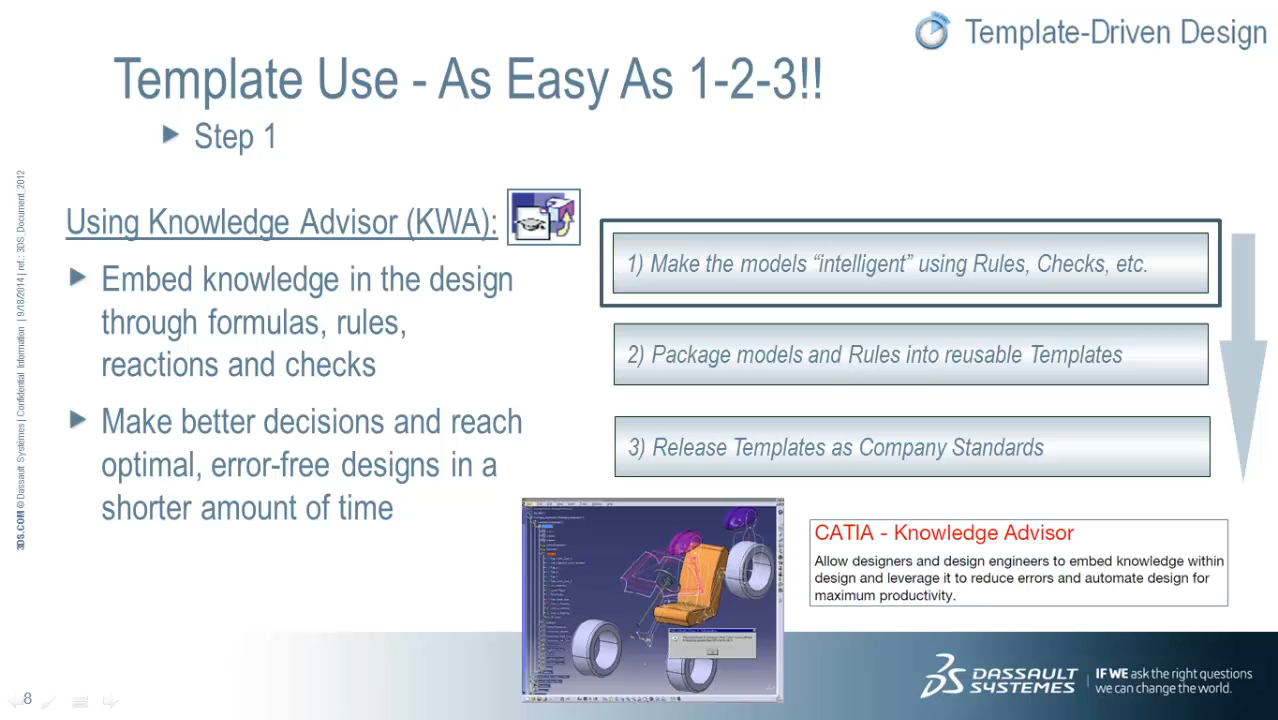 Template-Driven Design
Template Use - As Easy As 1-2-3!!
Step 1
Using Knowledge Advisor (KWA):
Embed knowledge in the design
through formulas, rules,
reactions and checks
Make better decisions and reach
optimal, error-free designs in a
shorter amount of time
1) Make the models “intelligent” using Rules, Checks, etc.
2) Package models and Rules into reusable Templates
3) Release Templates as Company Standards
CATIA - Knowledge Advisor
Allow designers and design engineers to embed knowledge within
design and leverage it to reduce errors and automate design for
maximum productivity.
3DS.COM © Dassault Systèmes | Confidential Information | 9/18/2014 | ref.: 3DS_Document_2012
8
DASSAULT
SYSTEMES
IF WE ask the right questions
we can change the world.